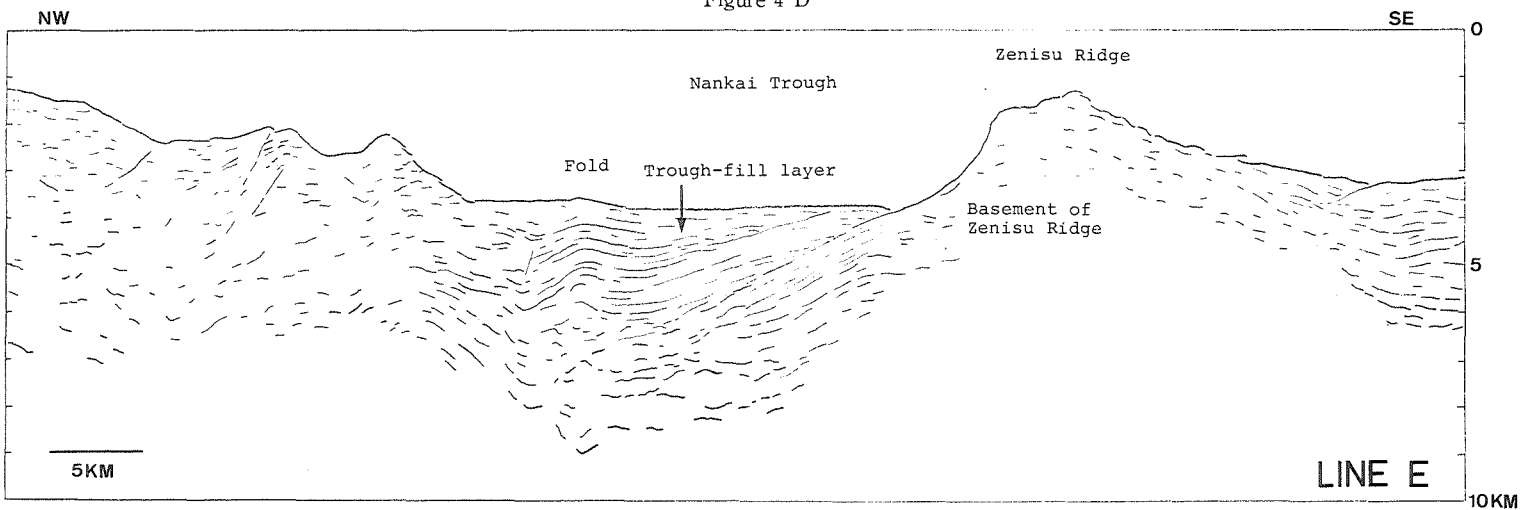 Figure 4 D
NW
SE
0
Zenisu Ridge
Nankai Trough
Fold
Trough-fill layer
Basement of
Zenisu Ridge
5
5KM
LINE E
10KM